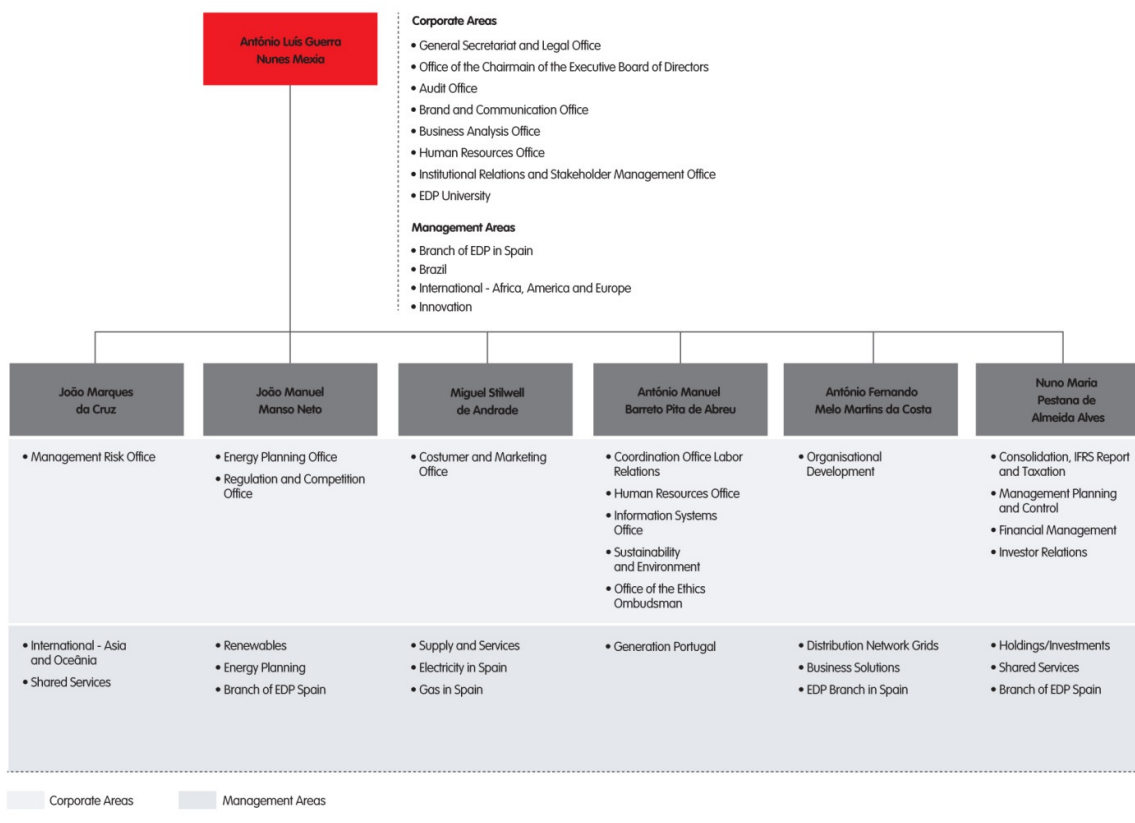 António Luís Guerra
Nunes Mexia
Corporate Areas
• General Secretariat and Legal Office
• Office of the Chairmain of the Executive Board of Directors
• Audit Office
• Brand and Communication Office
• Business Analysis Office
• Human Resources Office
• Institutional Relations and Stakeholder Management Office
• EDP University
Management Areas
• Branch of EDP in Spain
• Brazil
• International - Africa, America and Europe
• Innovation
João Marques
da Cruz
• Management Risk Office
• International - Asia
and Oceânia
• Shared Services
João Manuel
Manso Neto
• Energy Planning Office
• Regulation and Competition
Office
• Renewables
• Energy Planning
• Branch of EDP Spain
Miguel Stilwell
de Andrade
• Costumer and Marketing
Office
• Supply and Services
• Electricity in Spain
• Gas in Spain
António Manuel
Barreto Pita de Abreu
• Coordination Office Labor
Relations
• Human Resources Office
• Information Systems
Office
• Sustainability
and Environment
• Office of the Ethics
Ombudsman
• Generation Portugal
António Fernando
Melo Martins da Costa
• Organisational
Development
• Distribution Network Grids
• Business Solutions
• EDP Branch in Spain
Nuno Maria
Pestana de
Almeida Alves
• Consolidation, IFRS Report
and Taxation
• Management Planning
and Control
• Financial Management
• Investor Relations
• Holdings/Investments
• Shared Services
• Branch of EDP Spain
Corporate Areas
Management Areas